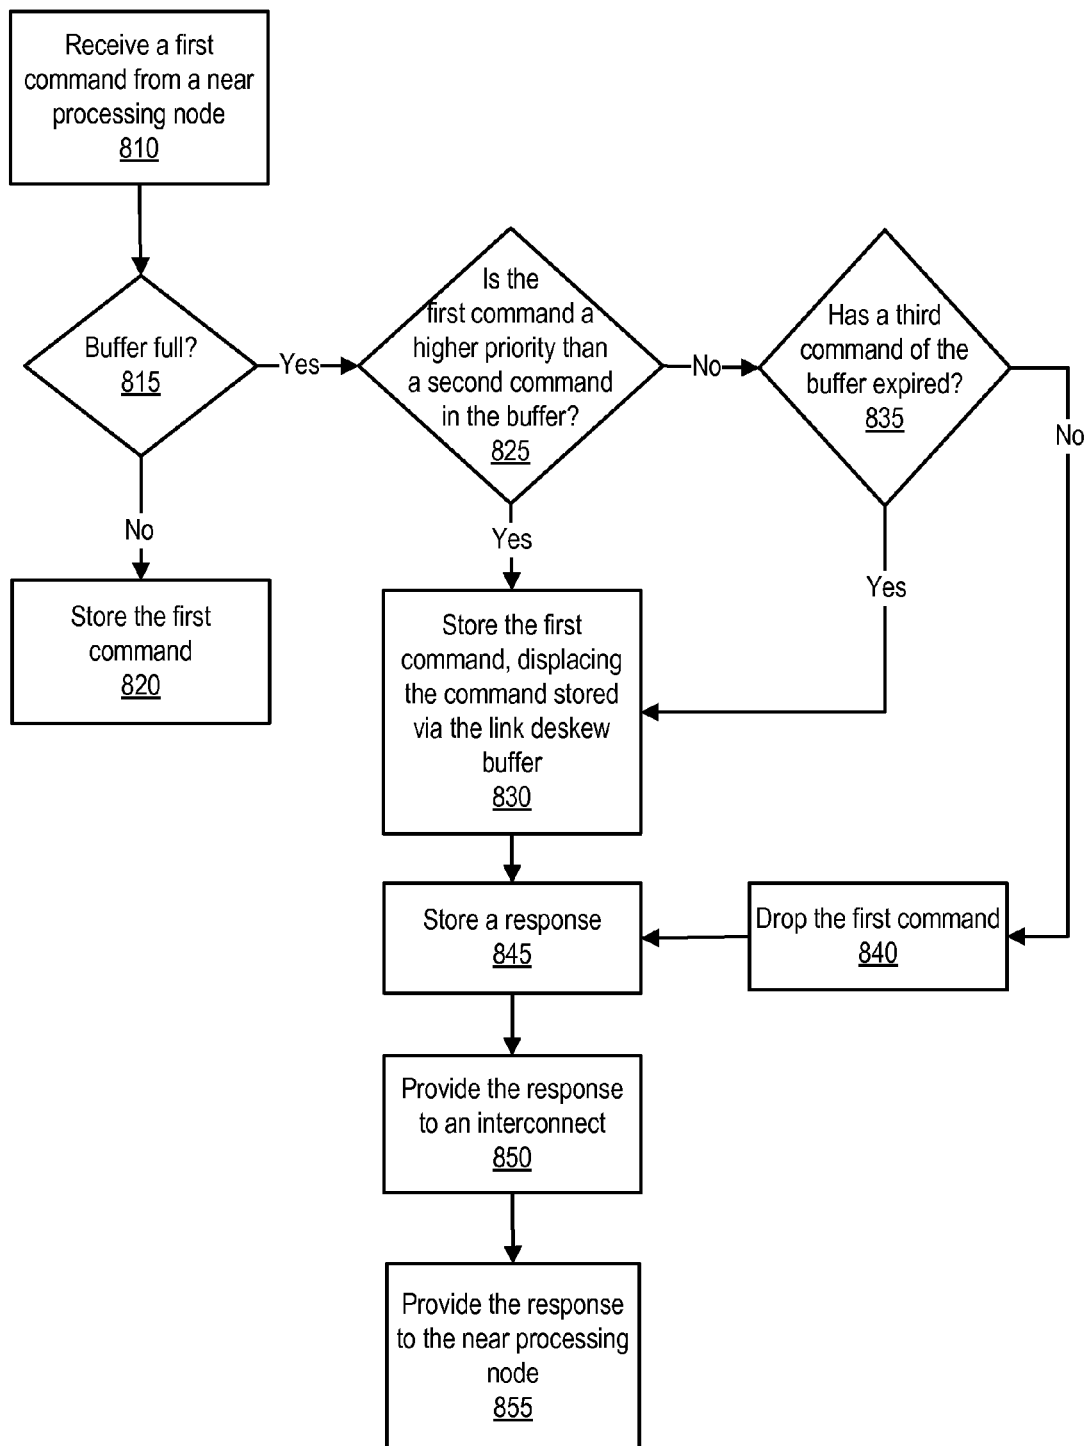 Receive a first
command from a near
processing node
810
Buffer full?
815
Yes
Is the
first command a
higher priority than
a second command
in the buffer?
825
No
Has a third
command of the
buffer expired?
835
No
No
Yes
Yes
Store the first
command
820
Store the first
command, displacing
the command stored
via the link deskew
buffer
830
Store a response
845
Drop the first command
840
Provide the response
to an interconnect
850
Provide the response
to the near processing
node
855